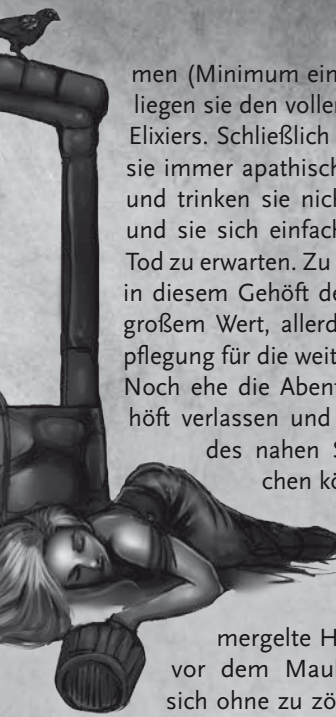 men (Minimum ein
liegen sie den voller
Elixiers. Schließlich
sie immer apathisch
und trinken sie nich
und sie sich einfach
Tod zu erwarten. Zu
in diesem Gehöft de
großem Wert, allerd
pflegung für die weit
Noch ehe die Abent
höft verlassen und
des nahen S
chen kö
mergelte H
vor dem Mau
sich ohne zu zö